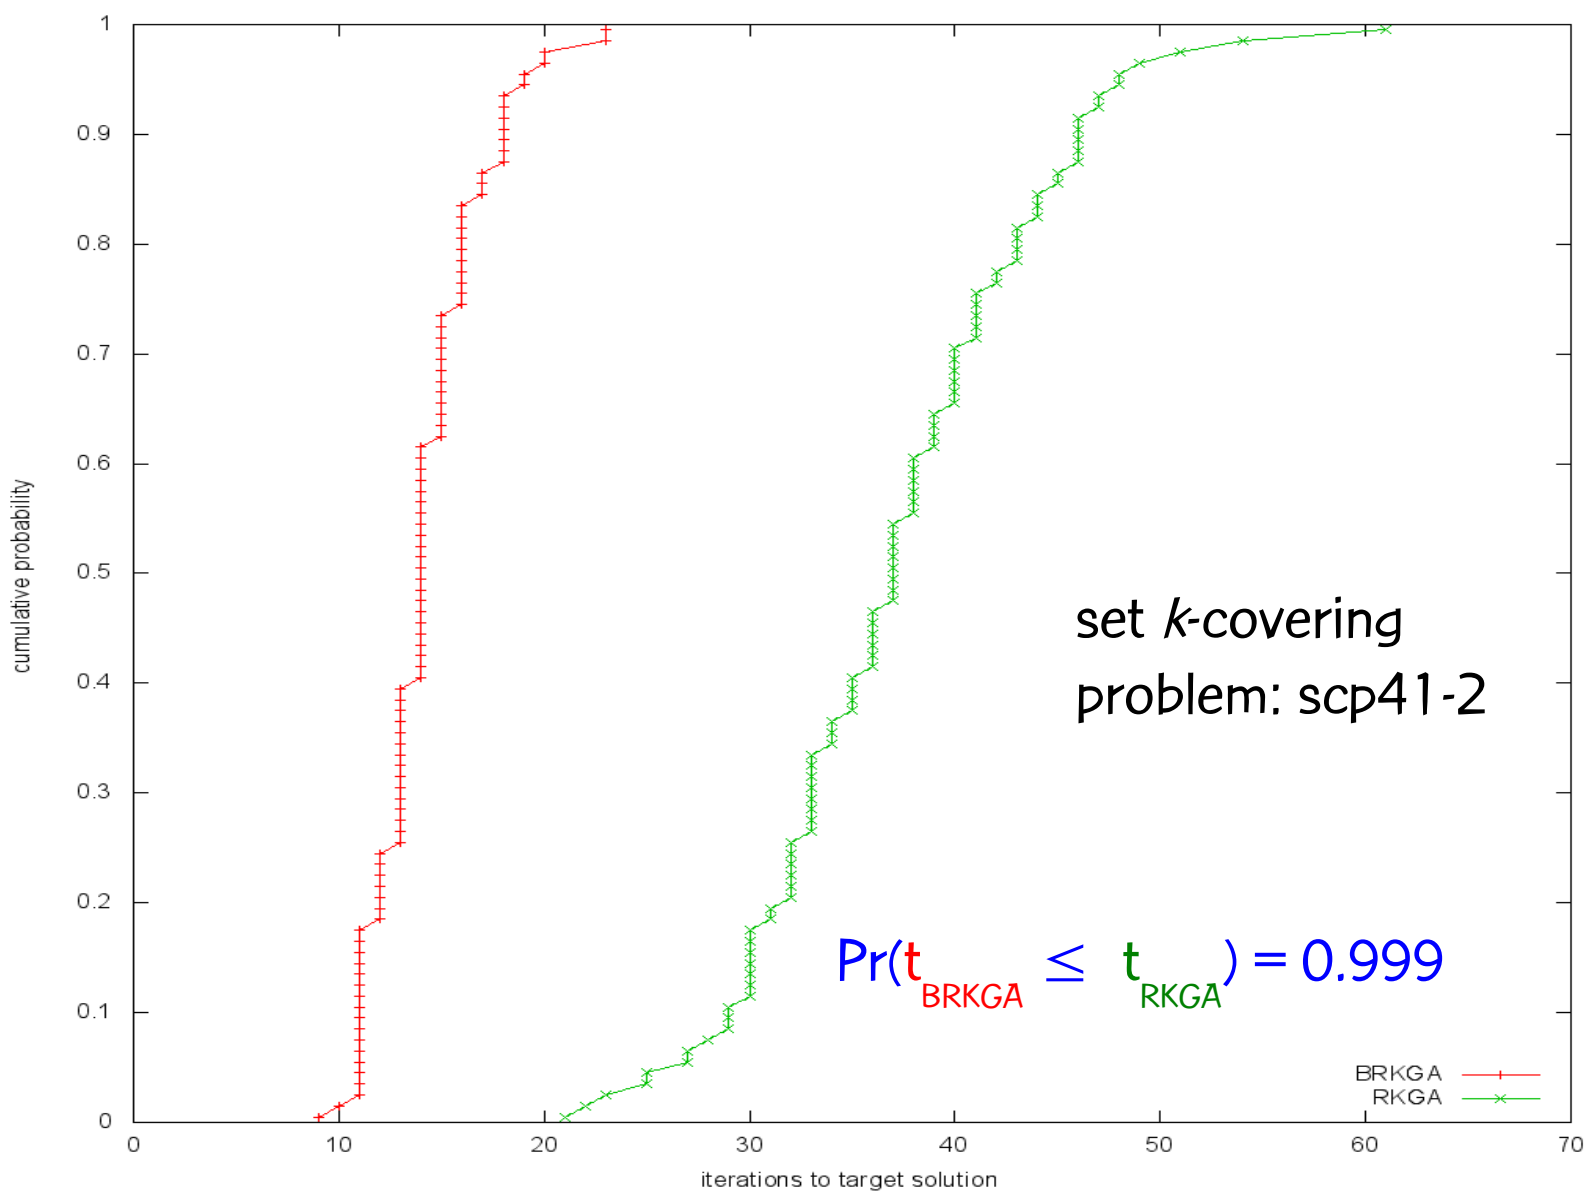 1
0.9
0.8
0.7
0.6
0.5
0.4
0.3
0.2
0.1
0
cumulative probability
set k-covering
problem: scp41-2
Pr(t BRKGA ≤ t RKGA) = 0.999
BRKGA
RKGA
0 10 20 30 40 50 60 70
iterations to target solution